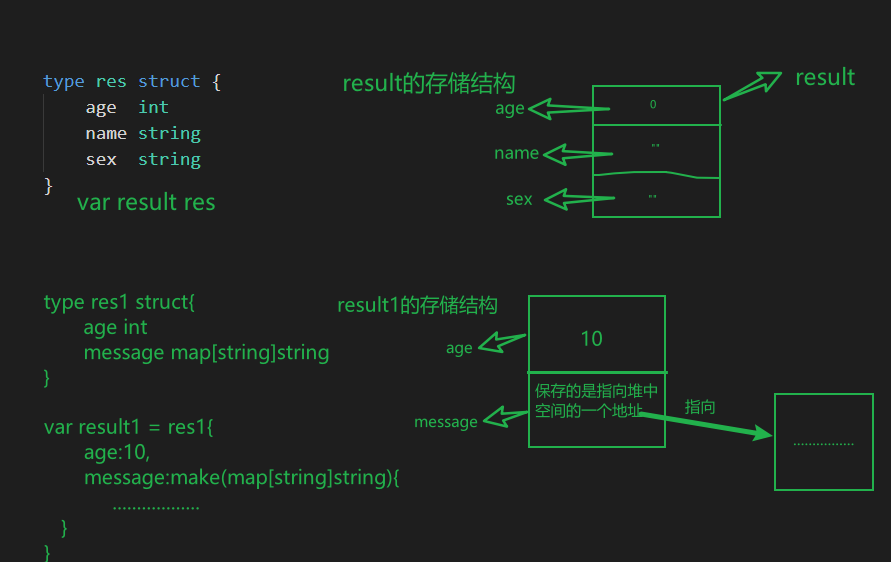 type res struct {
age int
name string
sex string
}
var result res
result的存储结构
result
age
0
name
""
sex
""
type res1 struct{
age int
message map[string]string
}
var result1 = res1{
age:10,
message:make(map[string]string){
..................
}
}
result1的存储结构
age
10
message
保存的是指向堆中
空间的一个地址
指向
................